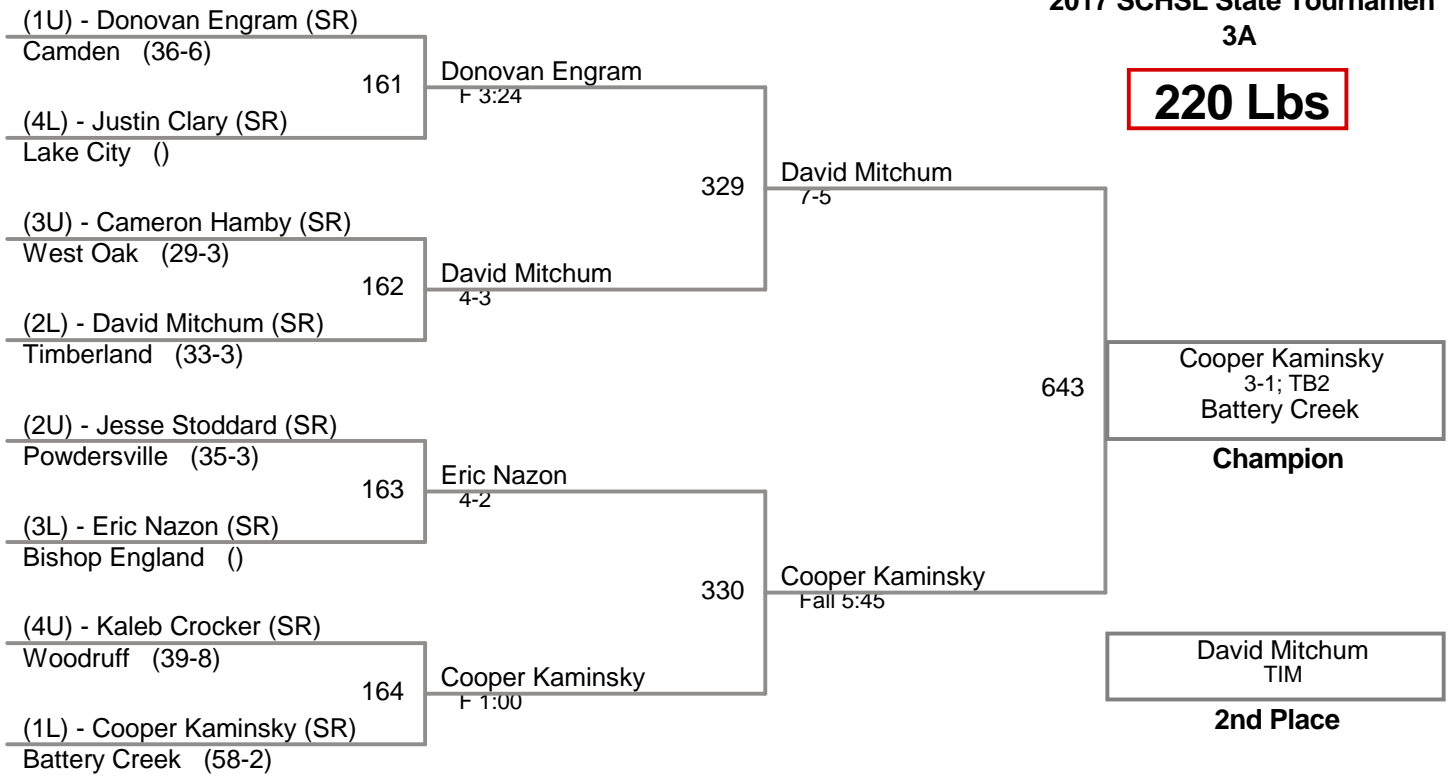 2017 SCHSL State Tournamen
3A
220 Lbs
(1U) - Donovan Engram (SR)
Camden (36-6)
161
(4L) - Justin Clary (SR)
Lake City ()
(3U) - Cameron Hamby (SR)
West Oak (29-3)
162
(2L) - David Mitchum (SR)
Timberland (33-3)
(2U) - Jesse Stoddard (SR)
Powdersville (35-3)
163
(3L) - Eric Nazon (SR)
Bishop England ()
(4U) - Kaleb Crocker (SR)
Woodruff (39-8)
164
(1L) - Cooper Kaminsky (SR)
Battery Creek (58-2)
Donovan Engram
F 3:24
329
David Mitchum
4-3
Eric Nazon
4-2
330
Cooper Kaminsky
F 1:00
David Mitchum
7-5
643
Cooper Kaminsky
Fall 5:45
Cooper Kaminsky
3-1; TB2
Battery Creek
Champion
David Mitchum
TIM
2nd Place